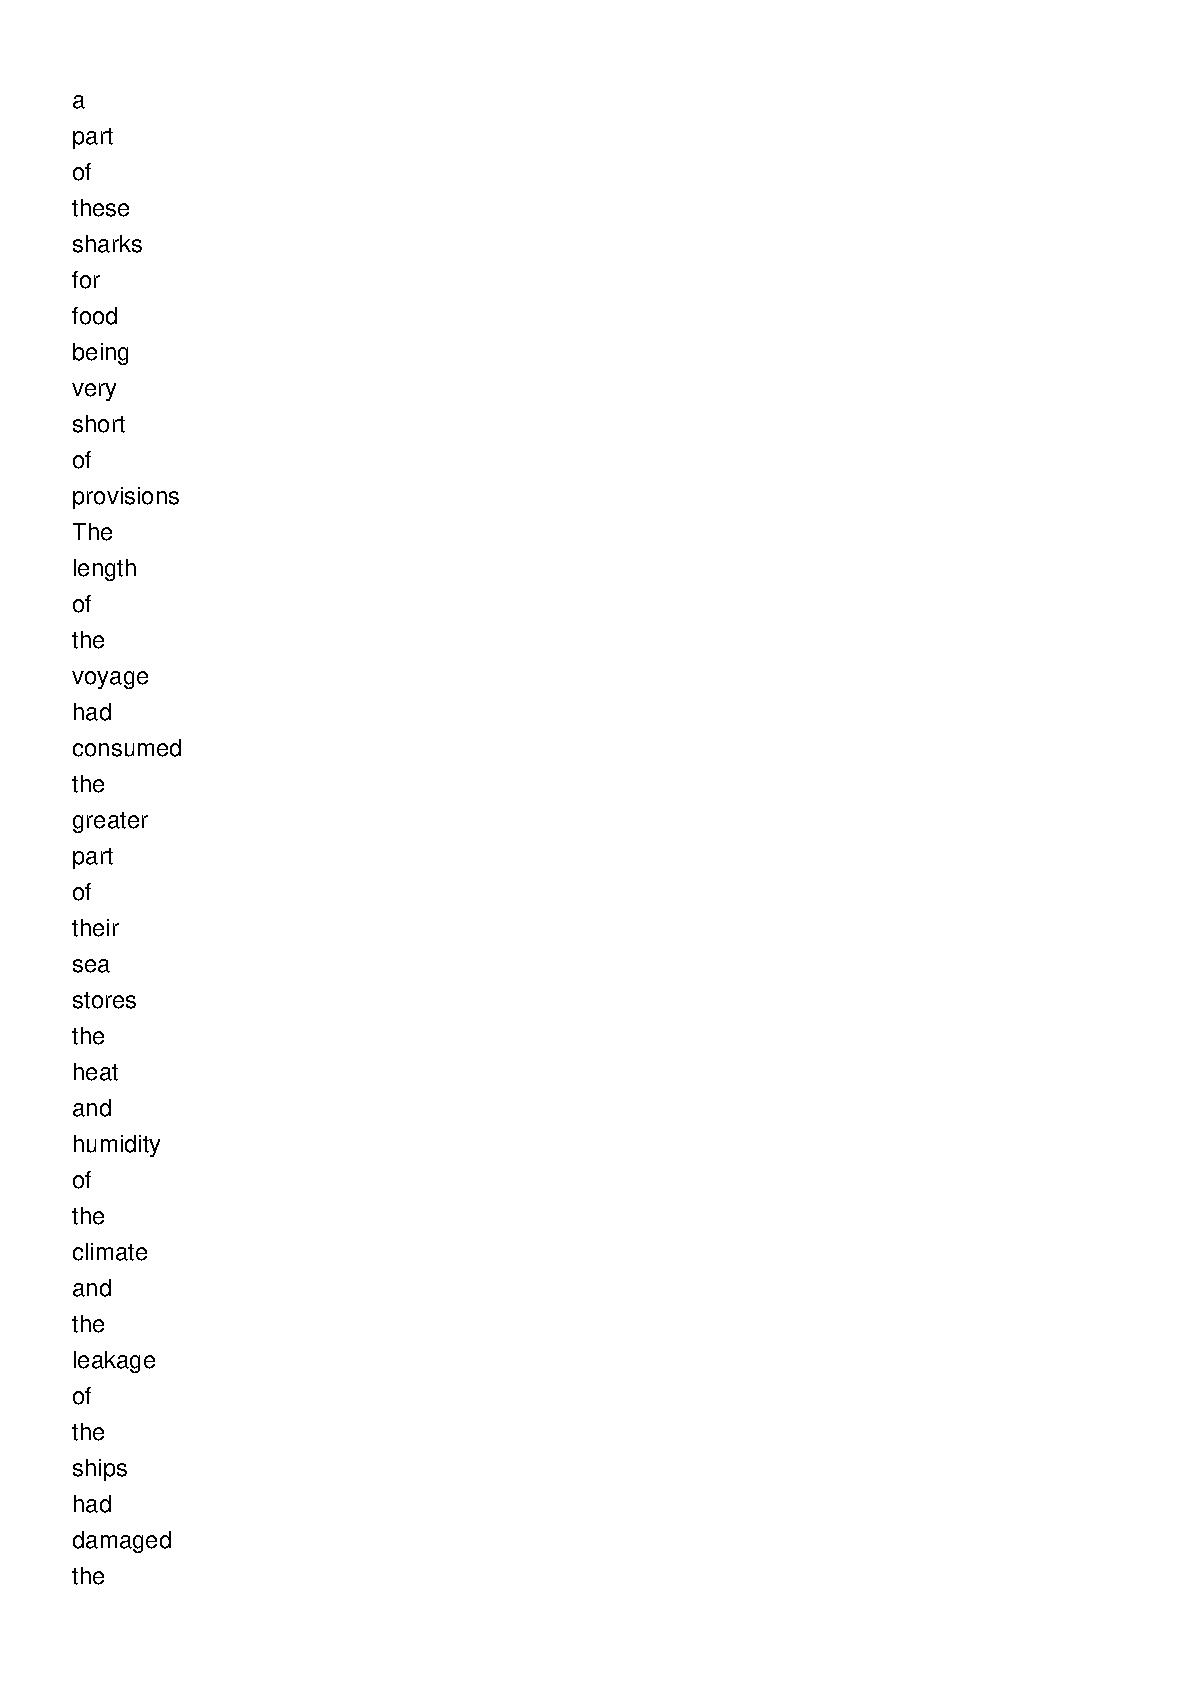 a
part
of
these
sharks
for
food
being
very
short
of
provisions
The
length
of
the
voyage
had
consumed
the
greater
part
of
their
sea
stores
the
heat
and
humidity
of
the
climate
and
the
leakage
of
the
ships
had
damaged
the